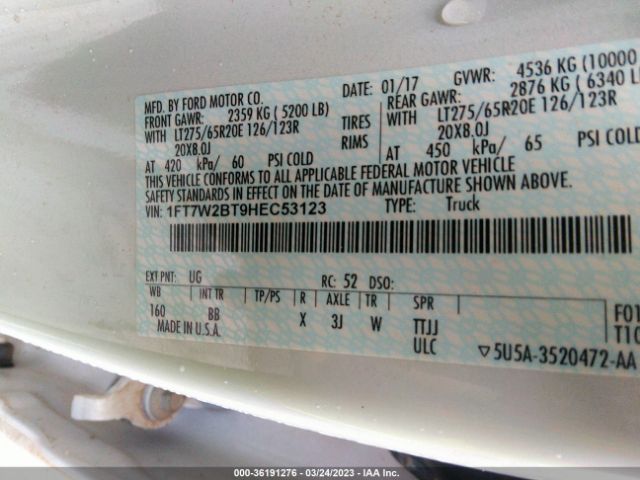 MFD. BY FORD MOTOR CO. DATE: 01/17 GVWR: 4536 KG (10000
FRONT GAWR: 2359 KG ( 5200 LB) REAR GAWR: 2876 KG ( 6340 L
WITH LT275/65R20E 126/123R TIRES WITH LT275/65R20E 126/123R
20X8.0J RIMS 20X8.0J
AT 420 kPa/ 60 PSI COLD AT 450 kPa/ 65 PSI COLD
THIS VEHICLE CONFORMS TO ALL APPLICABLE FEDERAL MOTOR VEHICLE
SAFETY STANDARDS IN EFFECT ON THE DATE OF MANUFACTURE SHOWN ABOVE.
VIN: 1FT7W2BT9HEC53123 TYPE: Truck
EXT PNT: UG RC: 52 DSO:
WB INT TR TP/PS R AXLE TR SPR
160 BB X 3J W TTJJ
MADE IN U.S.A. ULC
F01
T10
▽5U5A-3520472-AA
000-36191276 - 03/24/2023 - IAA Inc.